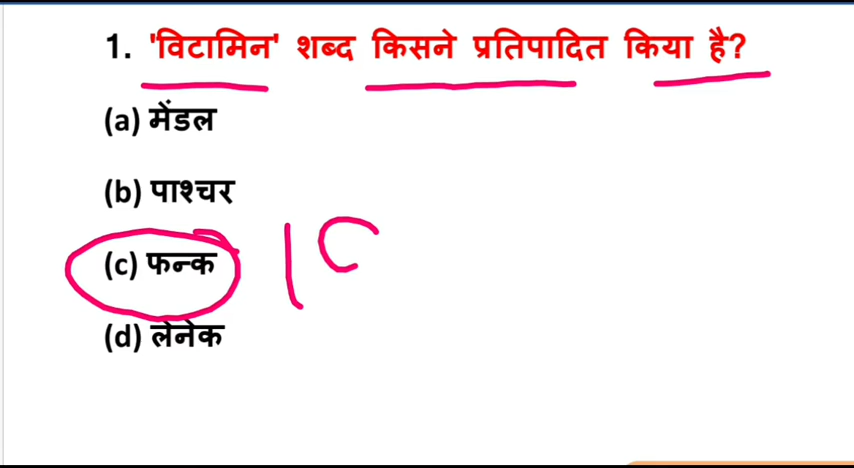 1. 'विटामिन' शब्द किसने प्रतिपादित किया है?
(a) मेंडल
(b) पाश्चर
(c) फन्क
(d) लेनेक